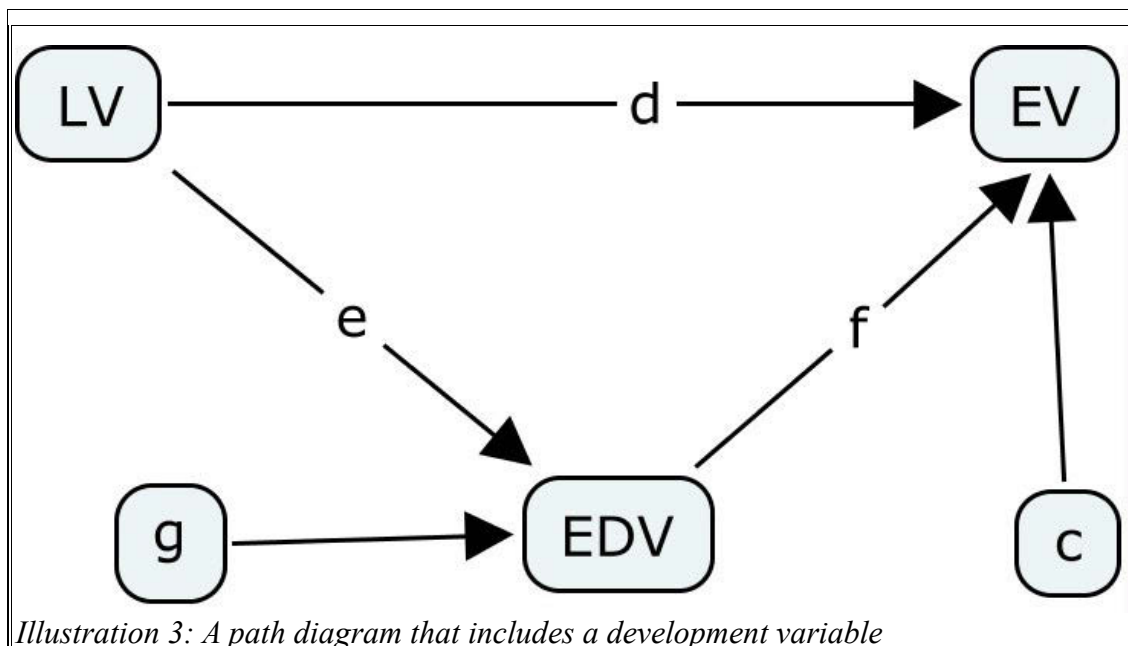 LV
d
EV
e
f
g
EDV
c
Illustration 3: A path diagram that includes a development variable